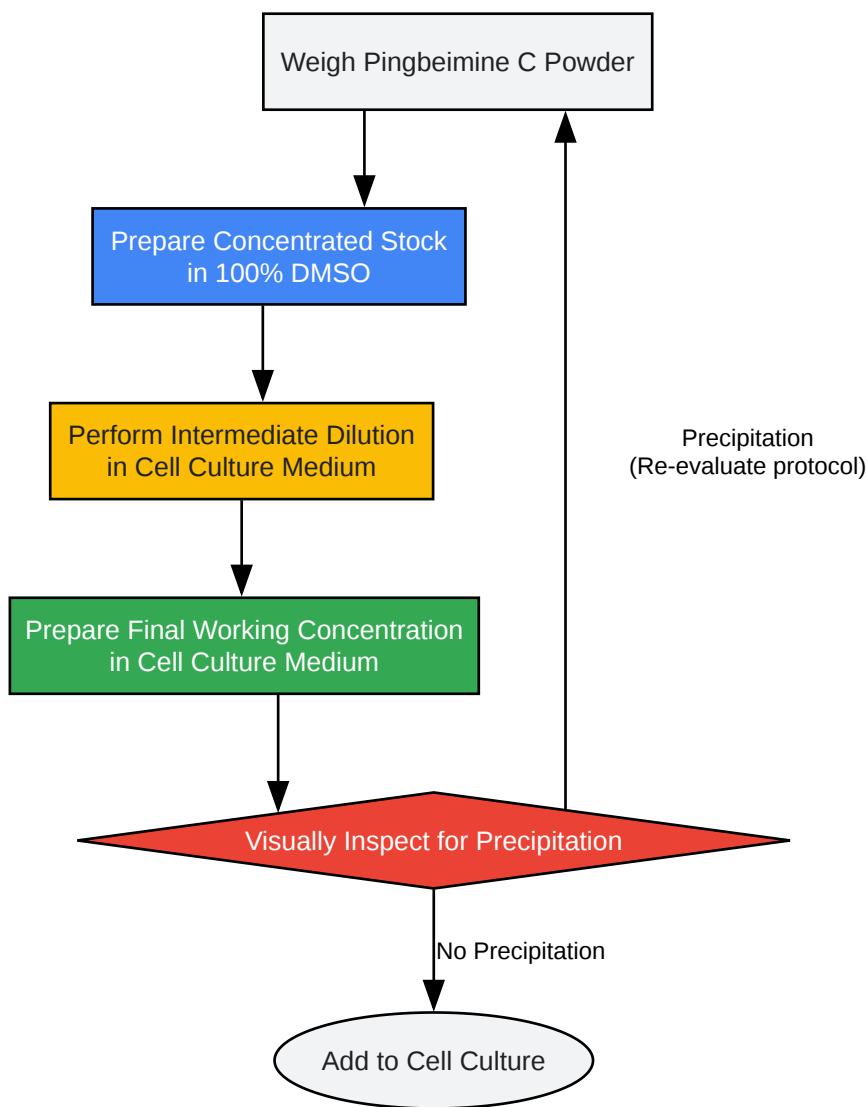 Weigh Pingbeimine C Powder
Prepare Concentrated Stock
in 100% DMSO
Perform Intermediate Dilution
in Cell Culture Medium
Precipitation
(Re-evaluate protocol)
Prepare Final Working Concentration
in Cell Culture Medium
Visually Inspect for Precipitation
No Precipitation
Add to Cell Culture